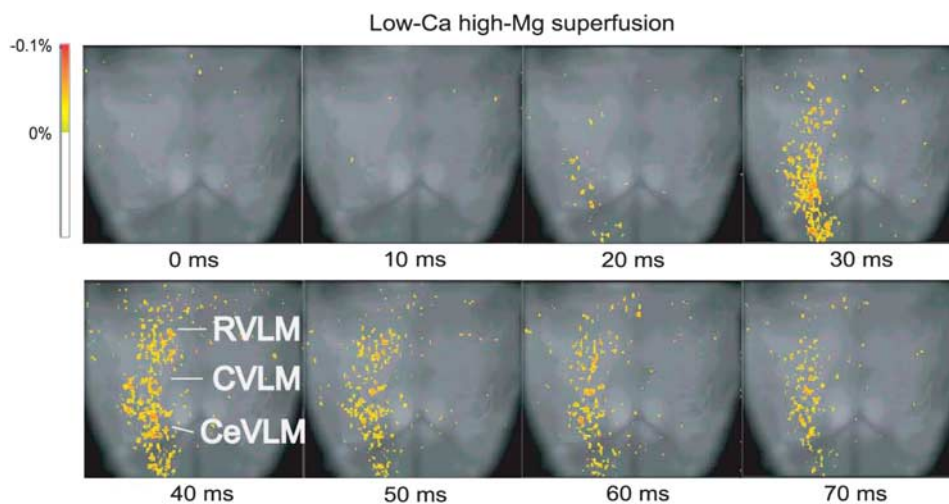 Low-Ca high-Mg superfusion
-0.1%
0%
0 ms
10 ms
20 ms
30 ms
RVLM
CVLM
CeVLM
40 ms
50 ms
60 ms
70 ms